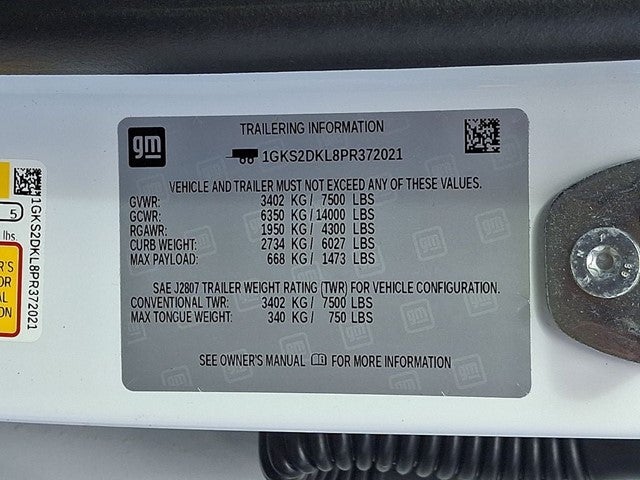 gm
TRAILERING INFORMATION
1GKS2DKL8PR372021
VEHICLE AND TRAILER MUST NOT EXCEED ANY OF THESE VALUES.
GVWR: 3402 KG/ 7500 LBS
GCWR: 6350 KG/ 14000 LBS
RGAWR: 1950 KG/ 4300 LBS
CURB WEIGHT: 2734 KG/ 6027 LBS
MAX PAYLOAD: 668 KG/ 1473 LBS
SAE J2807 TRAILER WEIGHT RATING (TWR) FOR VEHICLE CONFIGURATION.
CONVENTIONAL TWR: 3402 KG/ 7500 LBS
MAX TONGUE WEIGHT: 340 KG/ 750 LBS
SEE OWNER'S MANUAL FOR MORE INFORMATION
1GKS2DKL8PR372021
5
lbs.